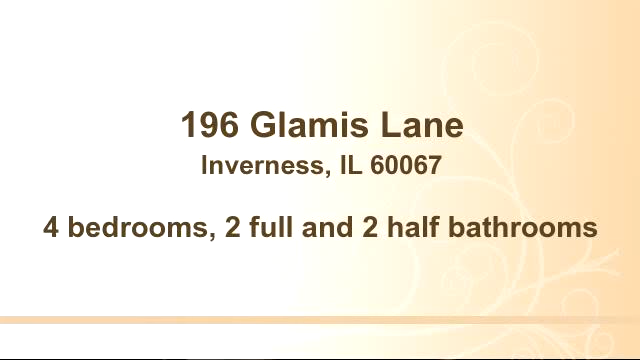 196 Glamis Lane
Inverness, IL 60067
4 bedrooms, 2 full and 2 half bathrooms